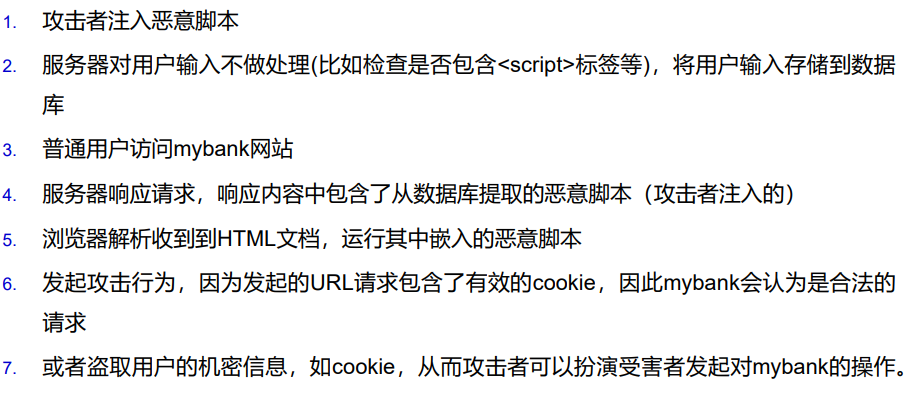 1. 攻击者注入恶意脚本
2. 服务器对用户输入不做处理(比如检查是否包含<script>标签等)，将用户输入存储到数据
库
3. 普通用户访问mybank网站
4. 服务器响应请求，响应内容中包含了从数据库提取的恶意脚本（攻击者注入的）
5. 浏览器解析收到到HTML文档，运行其中嵌入的恶意脚本
6. 发起攻击行为，因为发起的URL请求包含了有效的cookie，因此mybank会认为是合法的
请求
7. 或者盗取用户的机密信息，如cookie，从而攻击者可以扮演受害者发起对mybank的操作。